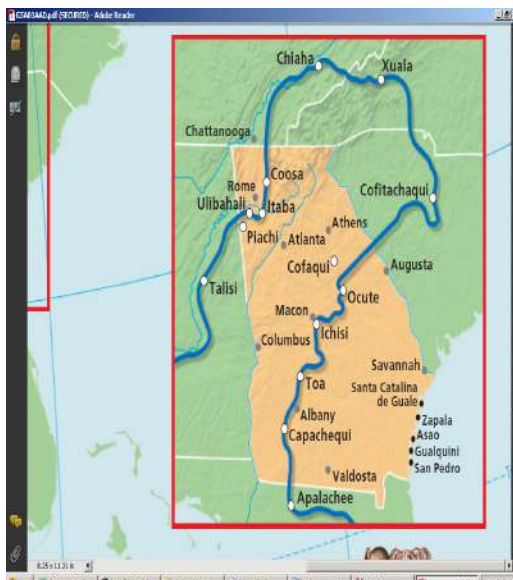 GSA03AAD.pdf (SECURED) - Adobe Reader
Chiaha
Xuala
Chattanooga
Coosa
Rome
Cofitachequi
Ulibahali
Itaba
Piachi
Athens
Atlanta
Cofaqui
Augusta
Talisi
Ocute
Macon
Ichisi
Columbus
Savannah
Toa
Santa Catalina
de Guale
Albany
Zapala
Capachequi
Asao
Gualquini
San Pedro
Valdosta
Apalachee
8.25 x 11.31 in